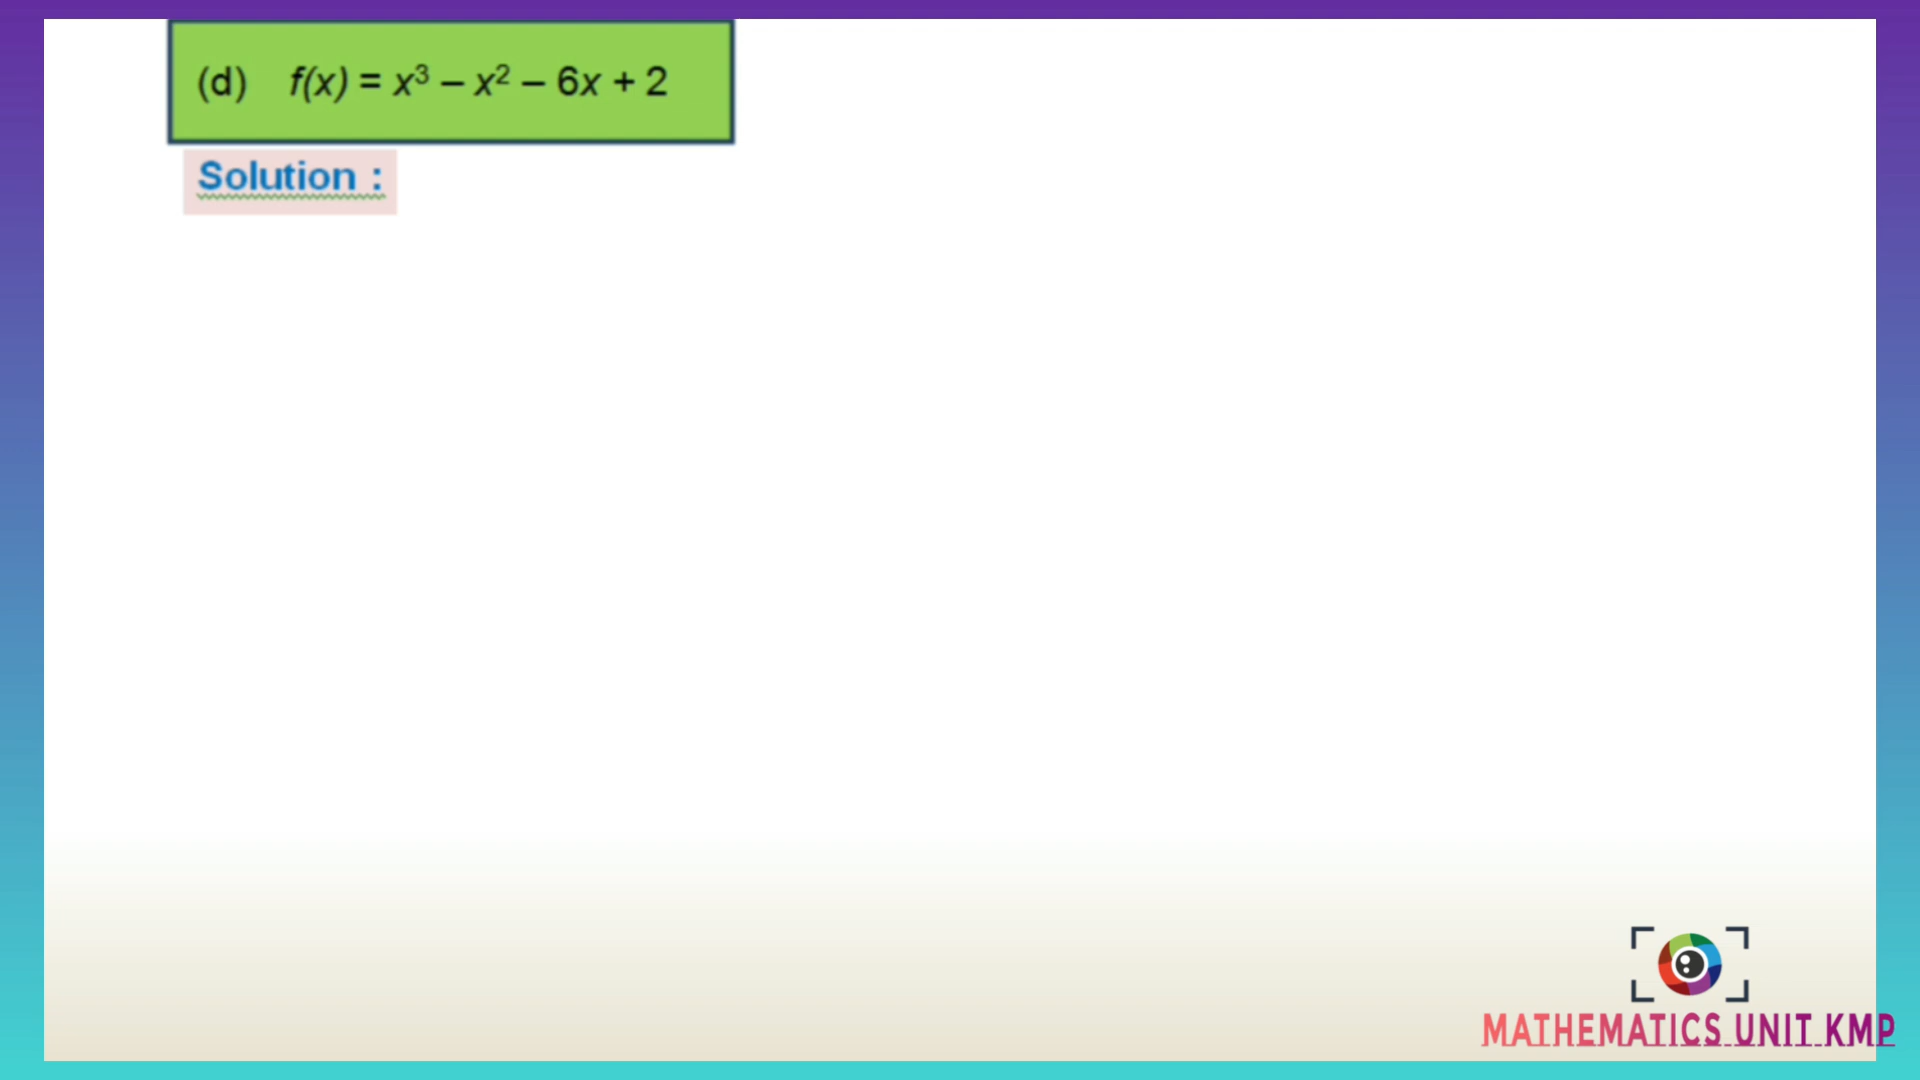 (d) f(x) = x³ – x² – 6x + 2
Solution :
MATHEMATICS UNIT KMP